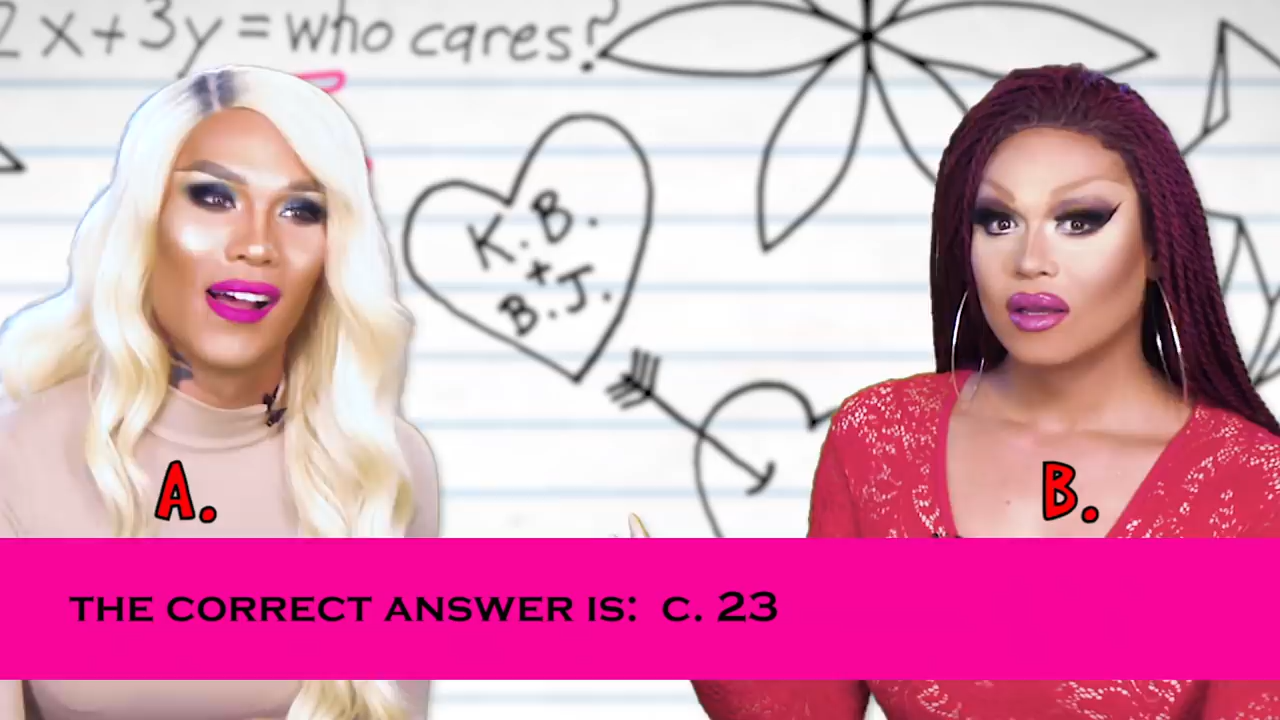 2x+3y = who cares?
K.B.
+
B.J.
A.
B.
THE CORRECT ANSWER IS: C. 23